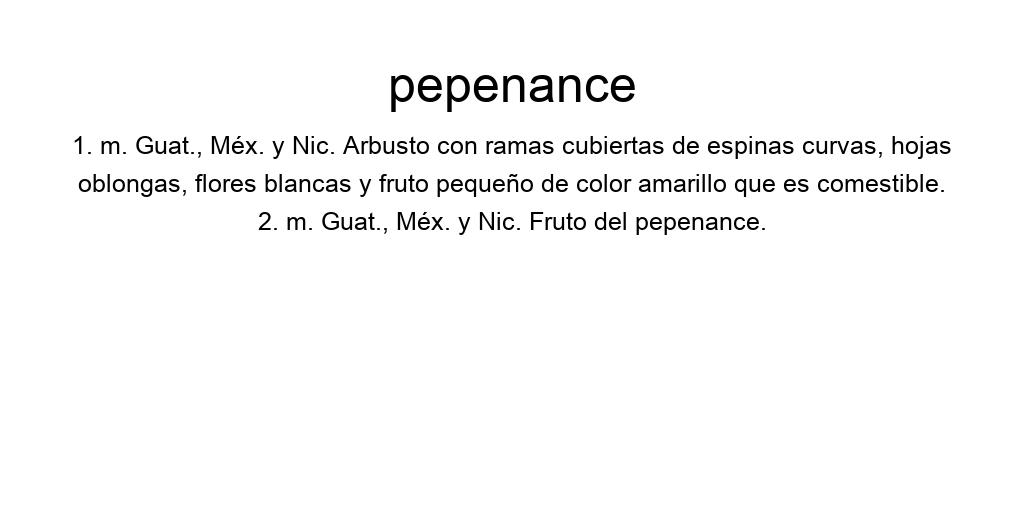 pepenance
1. m. Guat., Méx. y Nic. Arbusto con ramas cubiertas de espinas curvas, hojas
oblongas, flores blancas y fruto pequeño de color amarillo que es comestible.
2. m. Guat., Méx. y Nic. Fruto del pepenance.